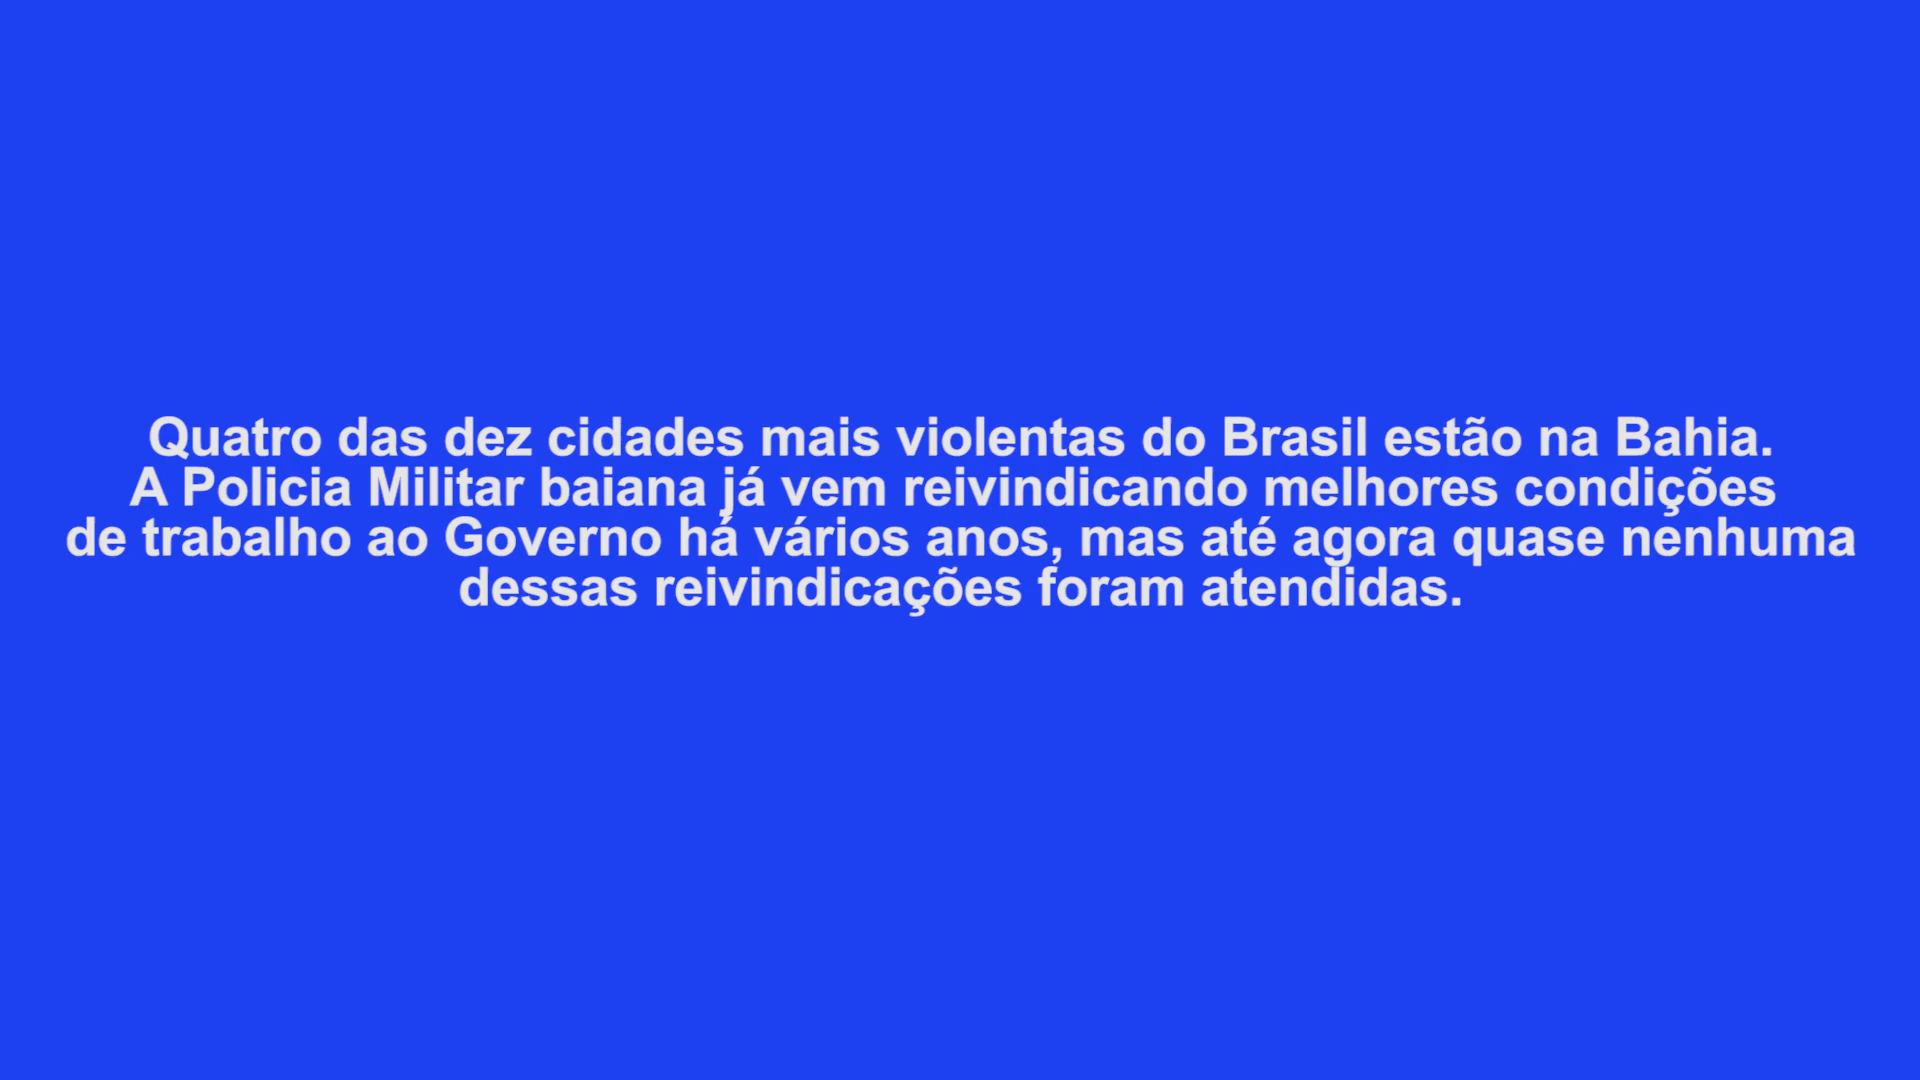 Quatro das dez cidades mais violentas do Brasil estão na Bahia.
A Policia Militar baiana já vem reivindicando melhores condições
de trabalho ao Governo há vários anos, mas até agora quase nenhuma
dessas reivindicações foram atendidas.